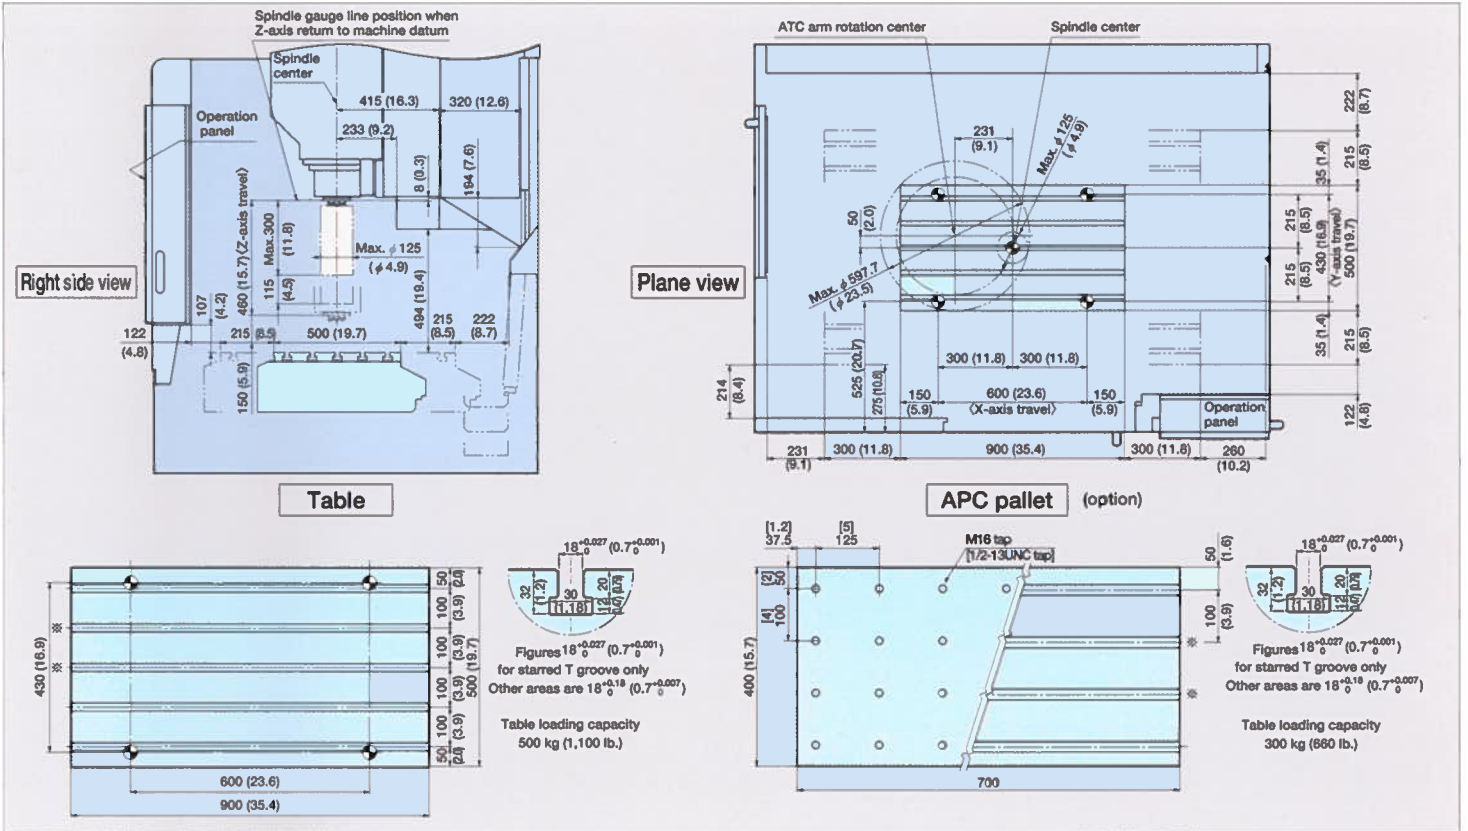 Spindle gauge line position when
Z-axis return to machine datum
Spindle
center
415 (16.3)
320 (12.6)
Operation
panel
233 (9.2)
8 (0.3)
194 (7.6)
460 (15.7)〈Z-axis travel〉
Max.300
(11.8)
Max. φ125
(φ4.9)
115
(4.5)
494 (19.4)
Right side view
107
(4.2)
122
(4.8)
215 (8.5)
500 (19.7)
215
(8.5)
222
(8.7)
150 (5.9)
ATC arm rotation center
Spindle center
231
(9.1)
Max. φ125
(φ4.9)
222
(8.7)
35 (1.4)
215
(8.5)
50
(2.0)
215
(8.5)
215
(8.5)
430 (16.9)
〈Y-axis travel〉
500 (19.7)
Plane view
Max. φ597.7
(φ23.5)
35 (1.4)
215
(8.5)
300 (11.8)
300 (11.8)
525 (20.7)
275 (10.8)
214
(8.4)
150
(5.9)
600 (23.6)
〈X-axis travel〉
150
(5.9)
Operation
panel
122
(4.8)
231
(9.1)
300 (11.8)
900 (35.4)
300 (11.8)
260
(10.2)
Table
430 (16.9)
※
※
50
(2.0)
100
(3.9)
100
(3.9)
100
(3.9)
100
(3.9)
50
(2.0)
500 (19.7)
600 (23.6)
900 (35.4)
18+0.027 0 (0.7+0.001 0)
32
(1.2)
30
(1.18)
20
(0.79)
12
(0.47)
Figures 18+0.027 0 (0.7+0.001 0)
for starred T groove only
Other areas are 18+0.18 0 (0.7+0.007 0)
Table loading capacity
500 kg (1,100 lb.)
APC pallet (option)
[1.2]
37.5
[5]
125
M16 tap
[1/2-13UNC tap]
[2]
50
[4]
100
400 (15.7)
50
(1.6)
100
(3.9)
※
※
700
18+0.027 0 (0.7+0.001 0)
32
(1.2)
30
(1.18)
20
(0.79)
12
(0.47)
Figures 18+0.027 0 (0.7+0.001 0)
for starred T groove only
Other areas are 18+0.18 0 (0.7+0.007 0)
Table loading capacity
300 kg (660 lb.)